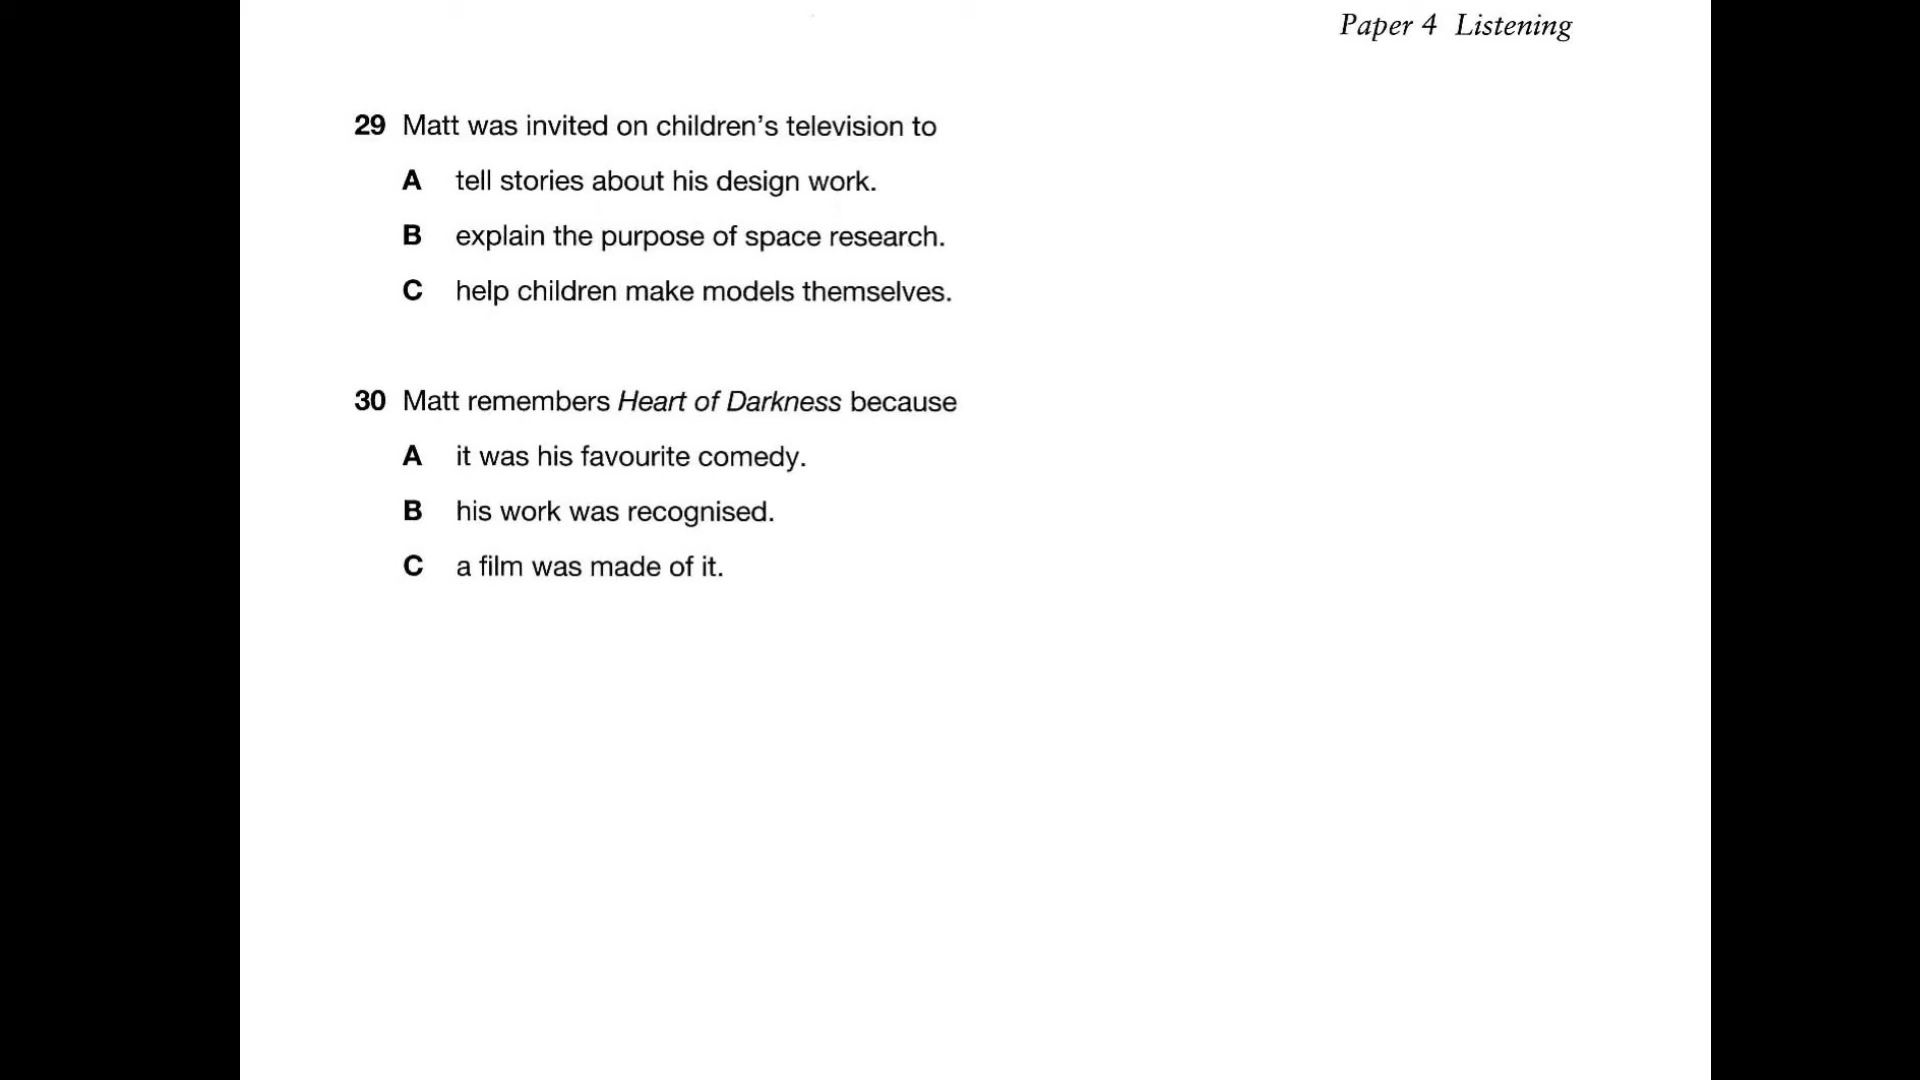 Paper 4 Listening
29 Matt was invited on children's television to
A tell stories about his design work.
B explain the purpose of space research.
C help children make models themselves.
30 Matt remembers Heart of Darkness because
A it was his favourite comedy.
B his work was recognised.
C a film was made of it.